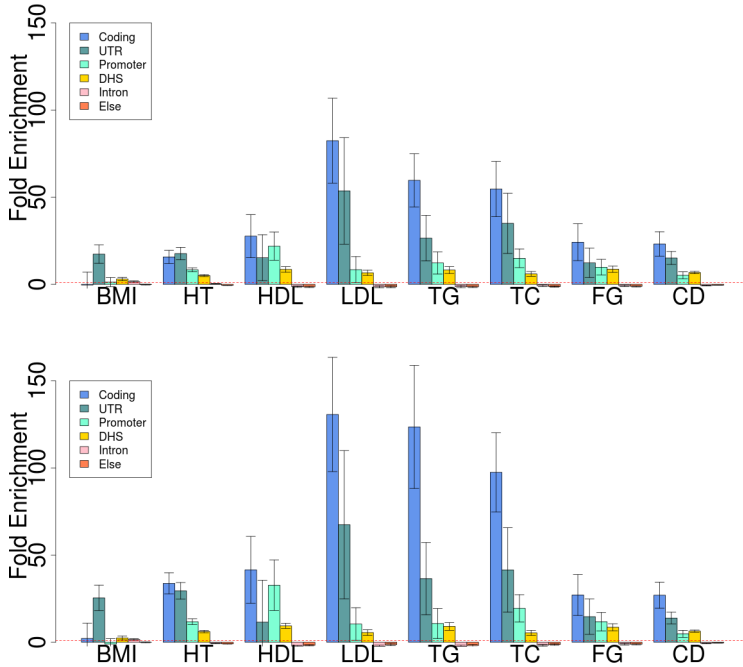 Fold Enrichment
150
100
50
0
Coding
UTR
Promoter
DHS
Intron
Else
BMI HT HDL LDL TG TC FG CD
Fold Enrichment
150
100
50
0
Coding
UTR
Promoter
DHS
Intron
Else
BMI HT HDL LDL TG TC FG CD